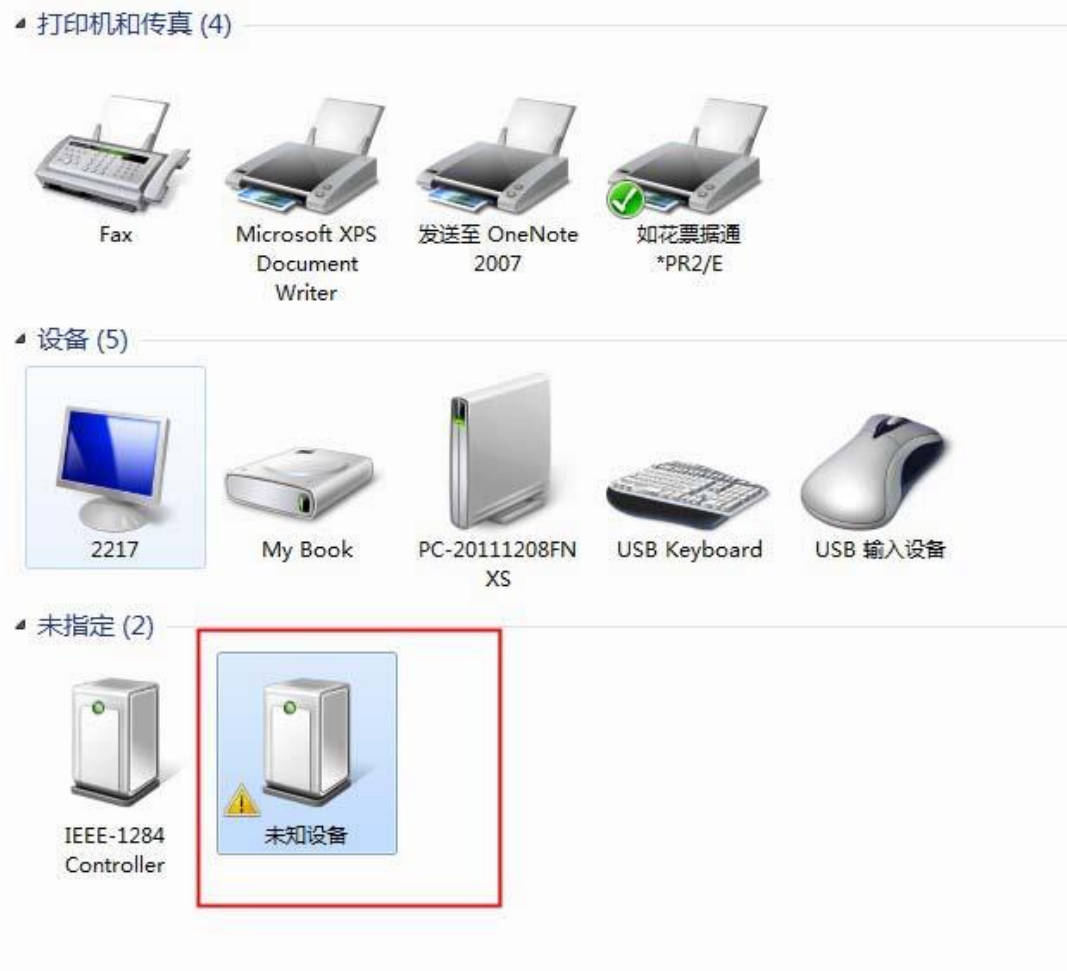 打印机和传真 (4)
Fax
Microsoft XPS
Document
Writer
发送至 OneNote
2007
如花票据通
*PR2/E
设备 (5)
2217
My Book
PC-20111208FN
XS
USB Keyboard
USB 输入设备
未指定 (2)
IEEE-1284
Controller
未知设备